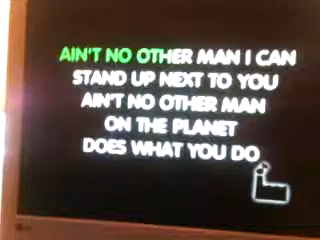 AIN'T NO OTHER MAN I CAN
STAND UP NEXT TO YOU
AIN'T NO OTHER MAN
ON THE PLANET
DOES WHAT YOU DO